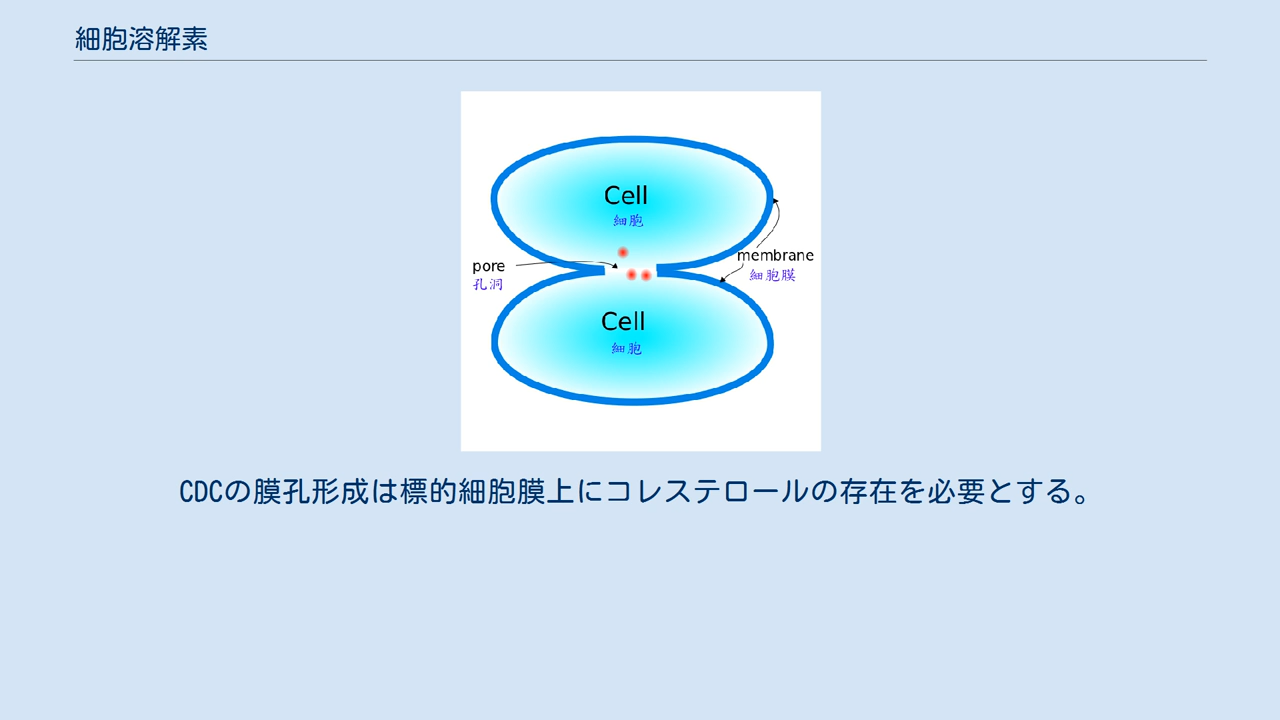 細胞溶解素
Cell
細胞
pore
孔洞
membrane
細胞膜
Cell
細胞
CDCの膜孔形成は標的細胞膜上にコレステロールの存在を必要とする。